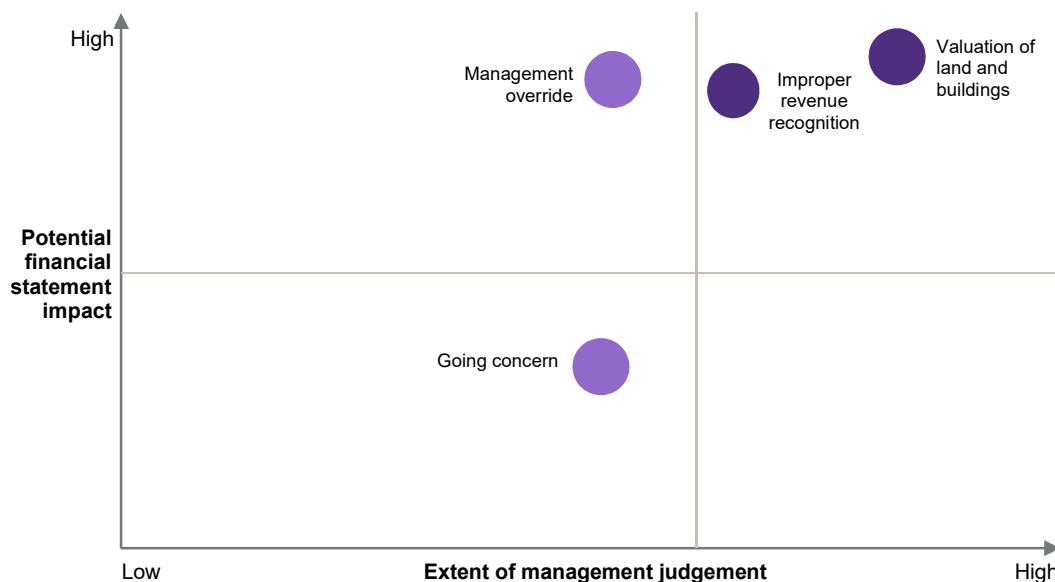 High
Management
override
Improper
revenue
recognition
Valuation of
land and
buildings
Potential
financial
statement
impact
Going concern
Low
Extent of management judgement
High